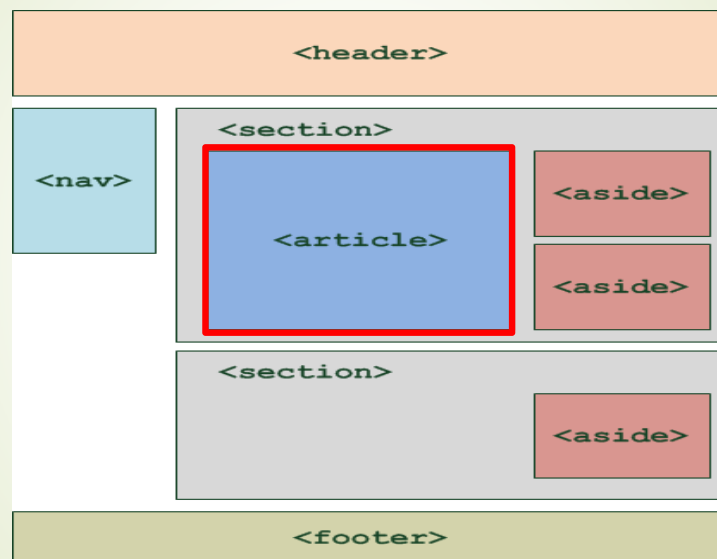 <header>
<nav>
<section>
<article>
<aside>
<aside>
<section>
<aside>
<footer>